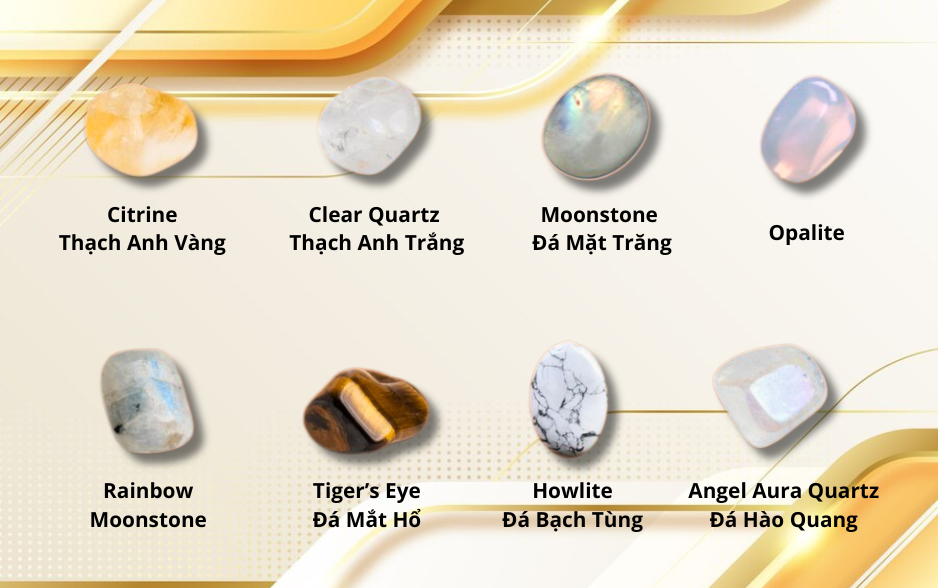 Citrine
Thạch Anh Vàng
Clear Quartz
Thạch Anh Trắng
Moonstone
Đá Mặt Trăng
Opalite
Rainbow
Moonstone
Tiger’s Eye
Đá Mắt Hổ
Howlite
Đá Bạch Tùng
Angel Aura Quartz
Đá Hào Quang